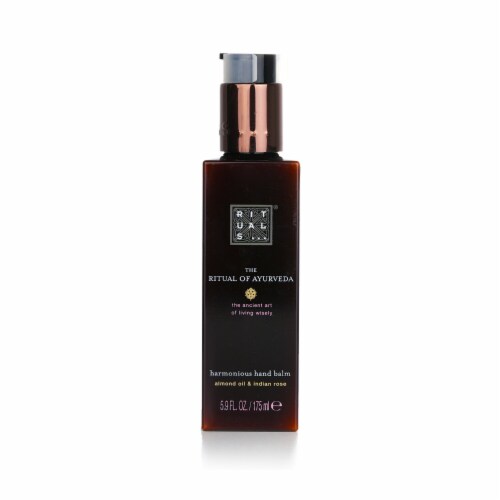 RIT
UAL
S...
®
THE
RITUAL OF AYURVEDA
the ancient art
of living wisely
harmonious hand balm
almond oil & indian rose
5.9 FL. OZ. / 175 ml ℮